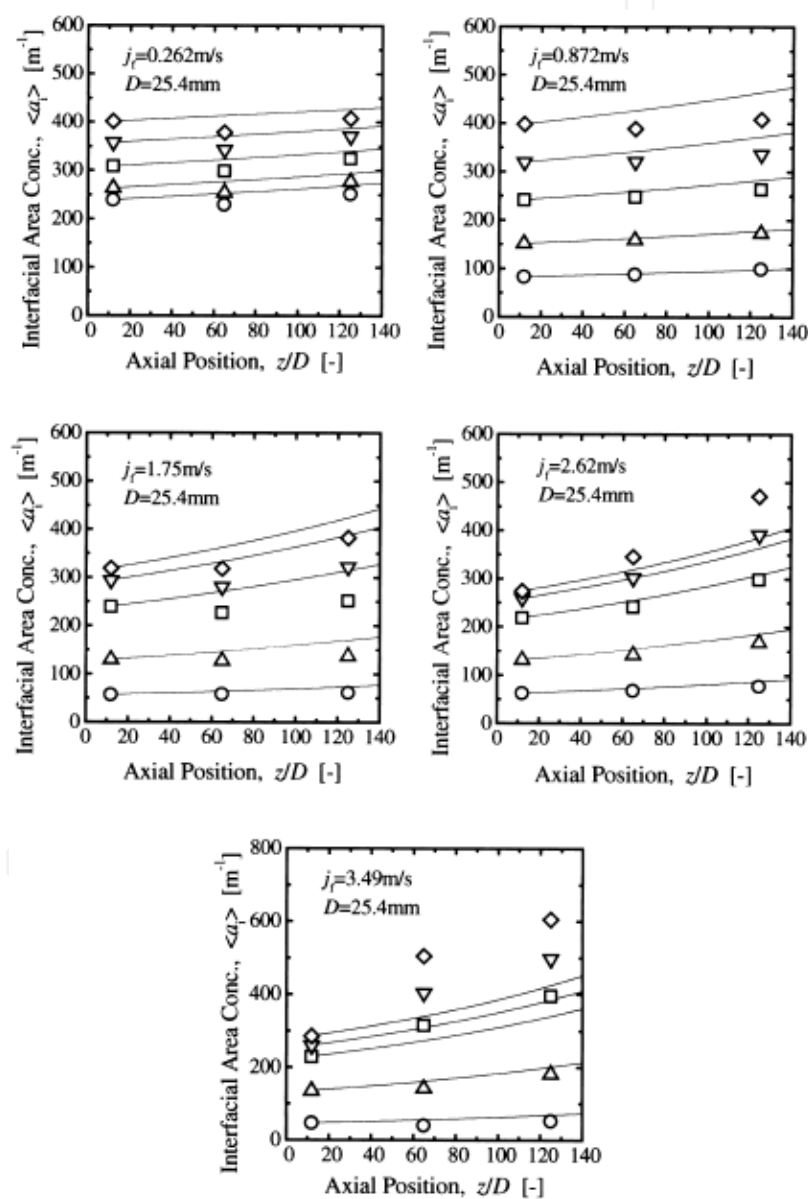 Interfacial Area Conc., <aᵢ> [m⁻¹]
600
500
400
300
200
100
0
j_f=0.262m/s
D=25.4mm
0 20 40 60 80 100 120 140
Axial Position, z/D [-]
Interfacial Area Conc., <aᵢ> [m⁻¹]
600
500
400
300
200
100
0
j_f=0.872m/s
D=25.4mm
0 20 40 60 80 100 120 140
Axial Position, z/D [-]
Interfacial Area Conc., <aᵢ> [m⁻¹]
600
500
400
300
200
100
0
j_f=1.75m/s
D=25.4mm
0 20 40 60 80 100 120 140
Axial Position, z/D [-]
Interfacial Area Conc., <aᵢ> [m⁻¹]
600
500
400
300
200
100
0
j_f=2.62m/s
D=25.4mm
0 20 40 60 80 100 120 140
Axial Position, z/D [-]
Interfacial Area Conc., <aᵢ> [m⁻¹]
800
600
400
200
0
j_f=3.49m/s
D=25.4mm
0 20 40 60 80 100 120 140
Axial Position, z/D [-]